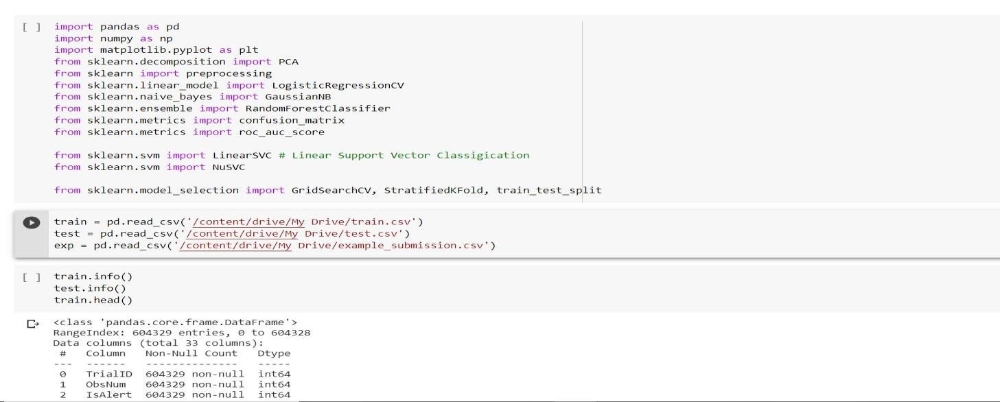 [ ] import pandas as pd
import numpy as np
import matplotlib.pyplot as plt
from sklearn.decomposition import PCA
from sklearn import preprocessing
from sklearn.linear_model import LogisticRegressionCV
from sklearn.naive_bayes import GaussianNB
from sklearn.ensemble import RandomForestClassifier
from sklearn.metrics import confusion_matrix
from sklearn.metrics import roc_auc_score
from sklearn.svm import LinearSVC # Linear Support Vector Classigication
from sklearn.svm import NuSVC
from sklearn.model_selection import GridSearchCV, StratifiedKFold, train_test_split
train = pd.read_csv('/content/drive/My Drive/train.csv')
test = pd.read_csv('/content/drive/My Drive/test.csv')
exp = pd.read_csv('/content/drive/My Drive/example_submission.csv')
[ ] train.info()
test.info()
train.head()
<class 'pandas.core.frame.DataFrame'>
RangeIndex: 604329 entries, 0 to 604328
Data columns (total 33 columns):
# Column Non-Null Count Dtype
--- ------ -------------- -----
0 TrialID 604329 non-null int64
1 ObsNum 604329 non-null int64
2 IsAlert 604329 non-null int64